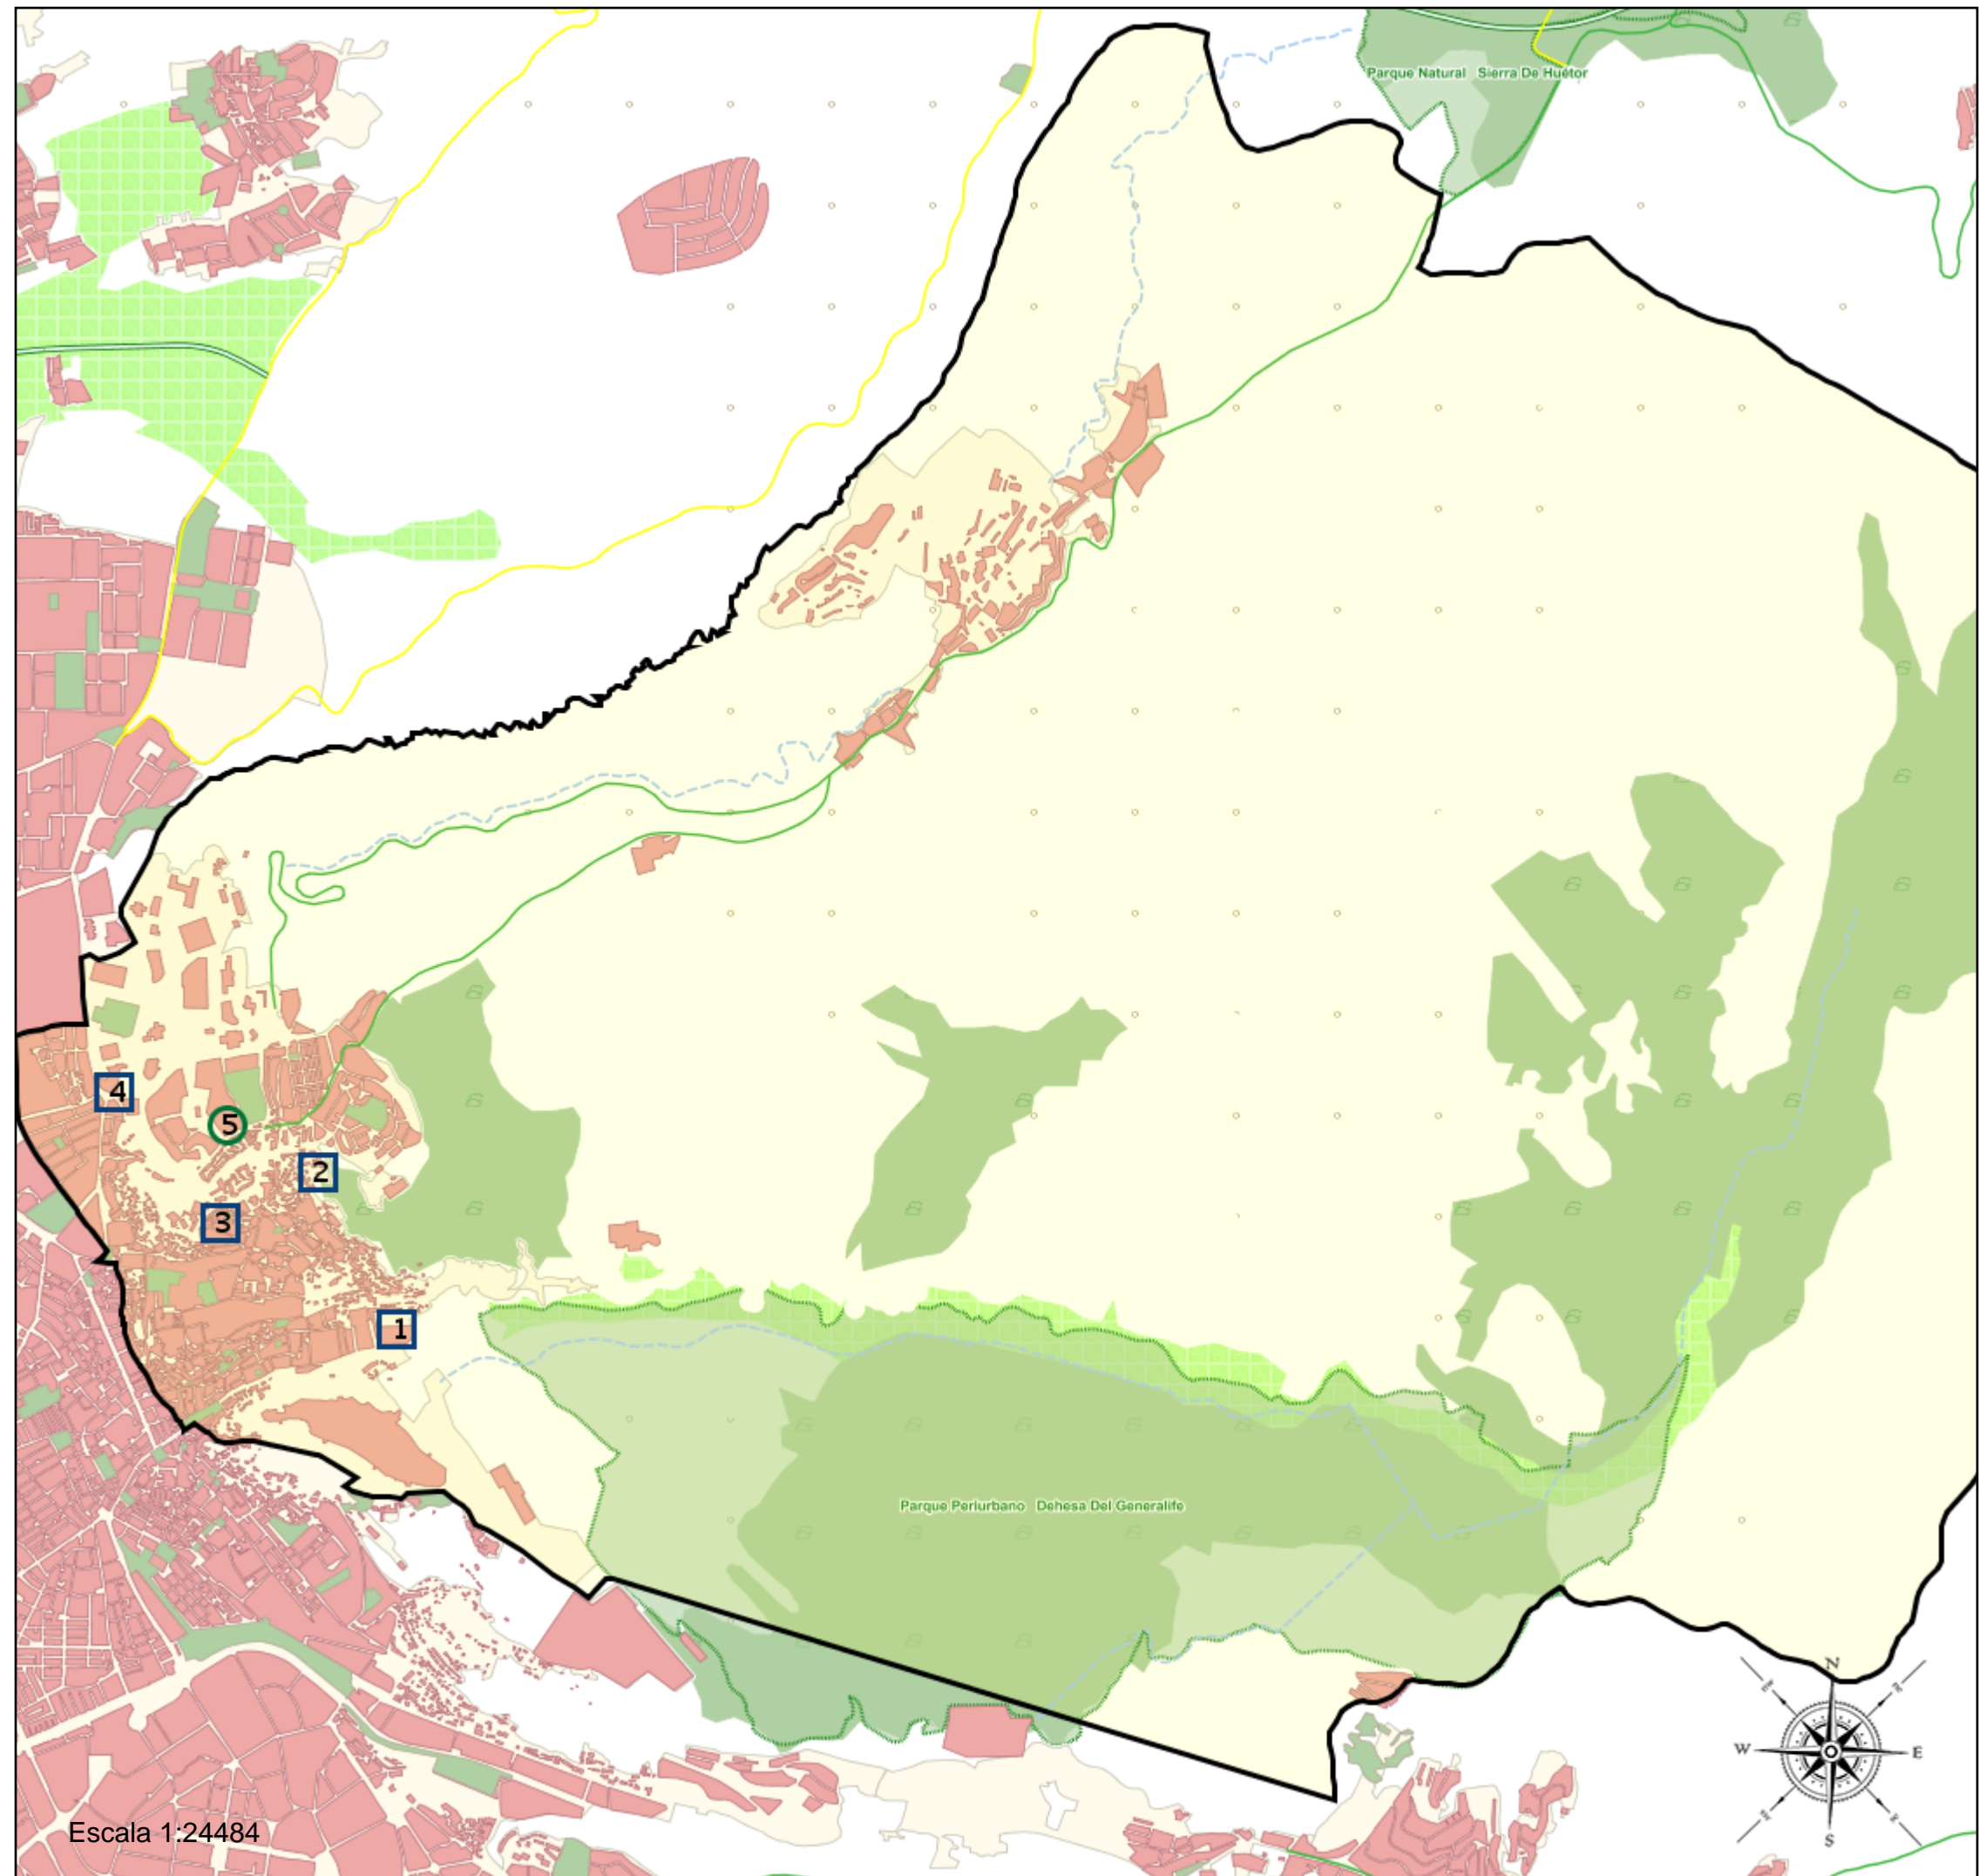 Parque Natural Sierra De Huétor
4
5
2
3
1
Parque Periurbano Dehesa Del Generalife
N
W E
S
Escala 1:24484